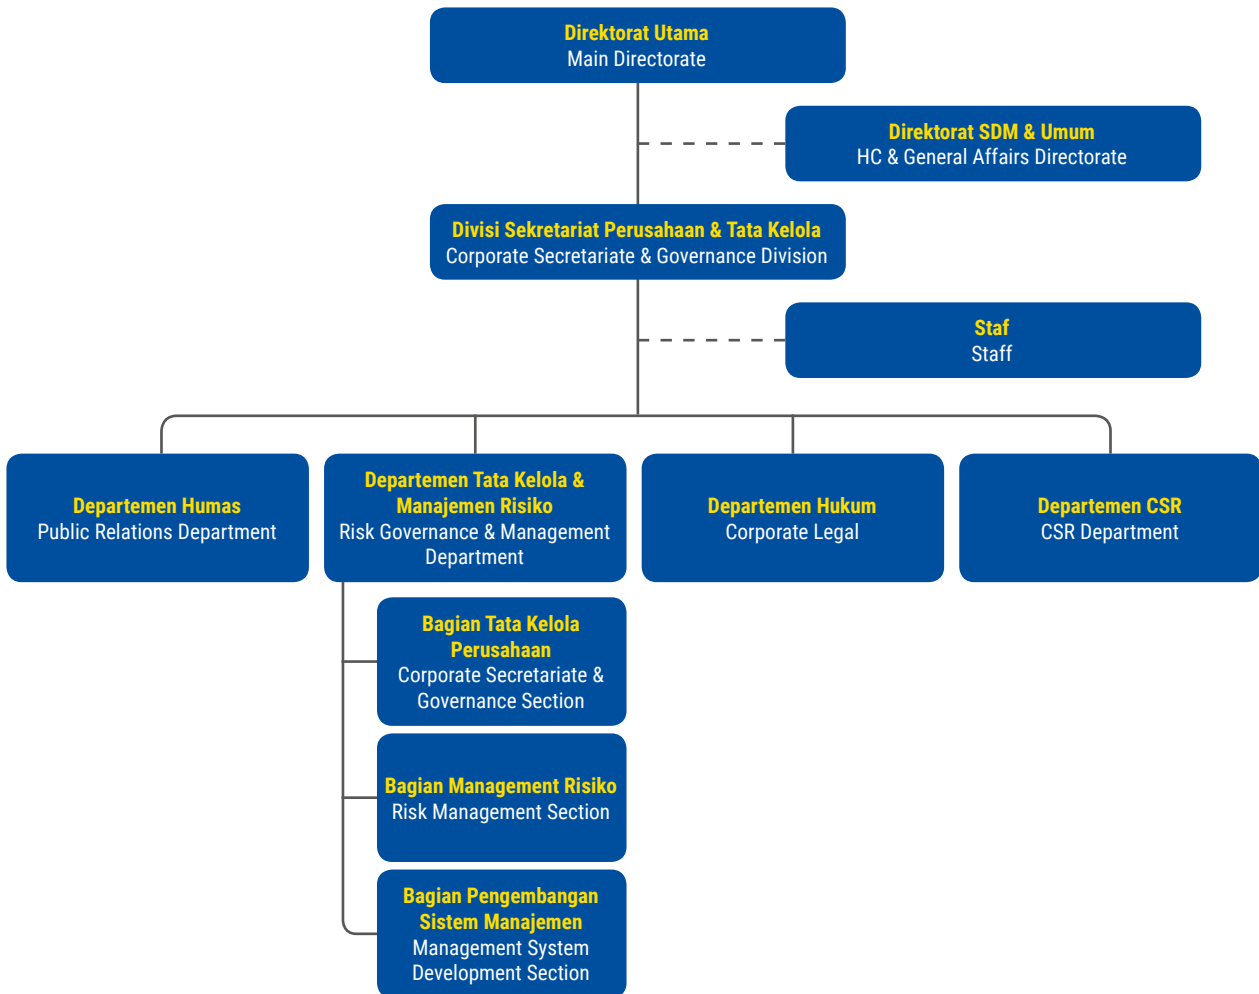 Direktorat Utama
Main Directorate
Direktorat SDM & Umum
HC & General Affairs Directorate
Divisi Sekretariat Perusahaan & Tata Kelola
Corporate Secretariate & Governance Division
Staf
Staff
Departemen Humas
Public Relations Department
Departemen Tata Kelola &
Manajemen Risiko
Risk Governance & Management
Department
Departemen Hukum
Corporate Legal
Departemen CSR
CSR Department
Bagian Tata Kelola
Perusahaan
Corporate Secretariate &
Governance Section
Bagian Management Risiko
Risk Management Section
Bagian Pengembangan
Sistem Manajemen
Management System
Development Section